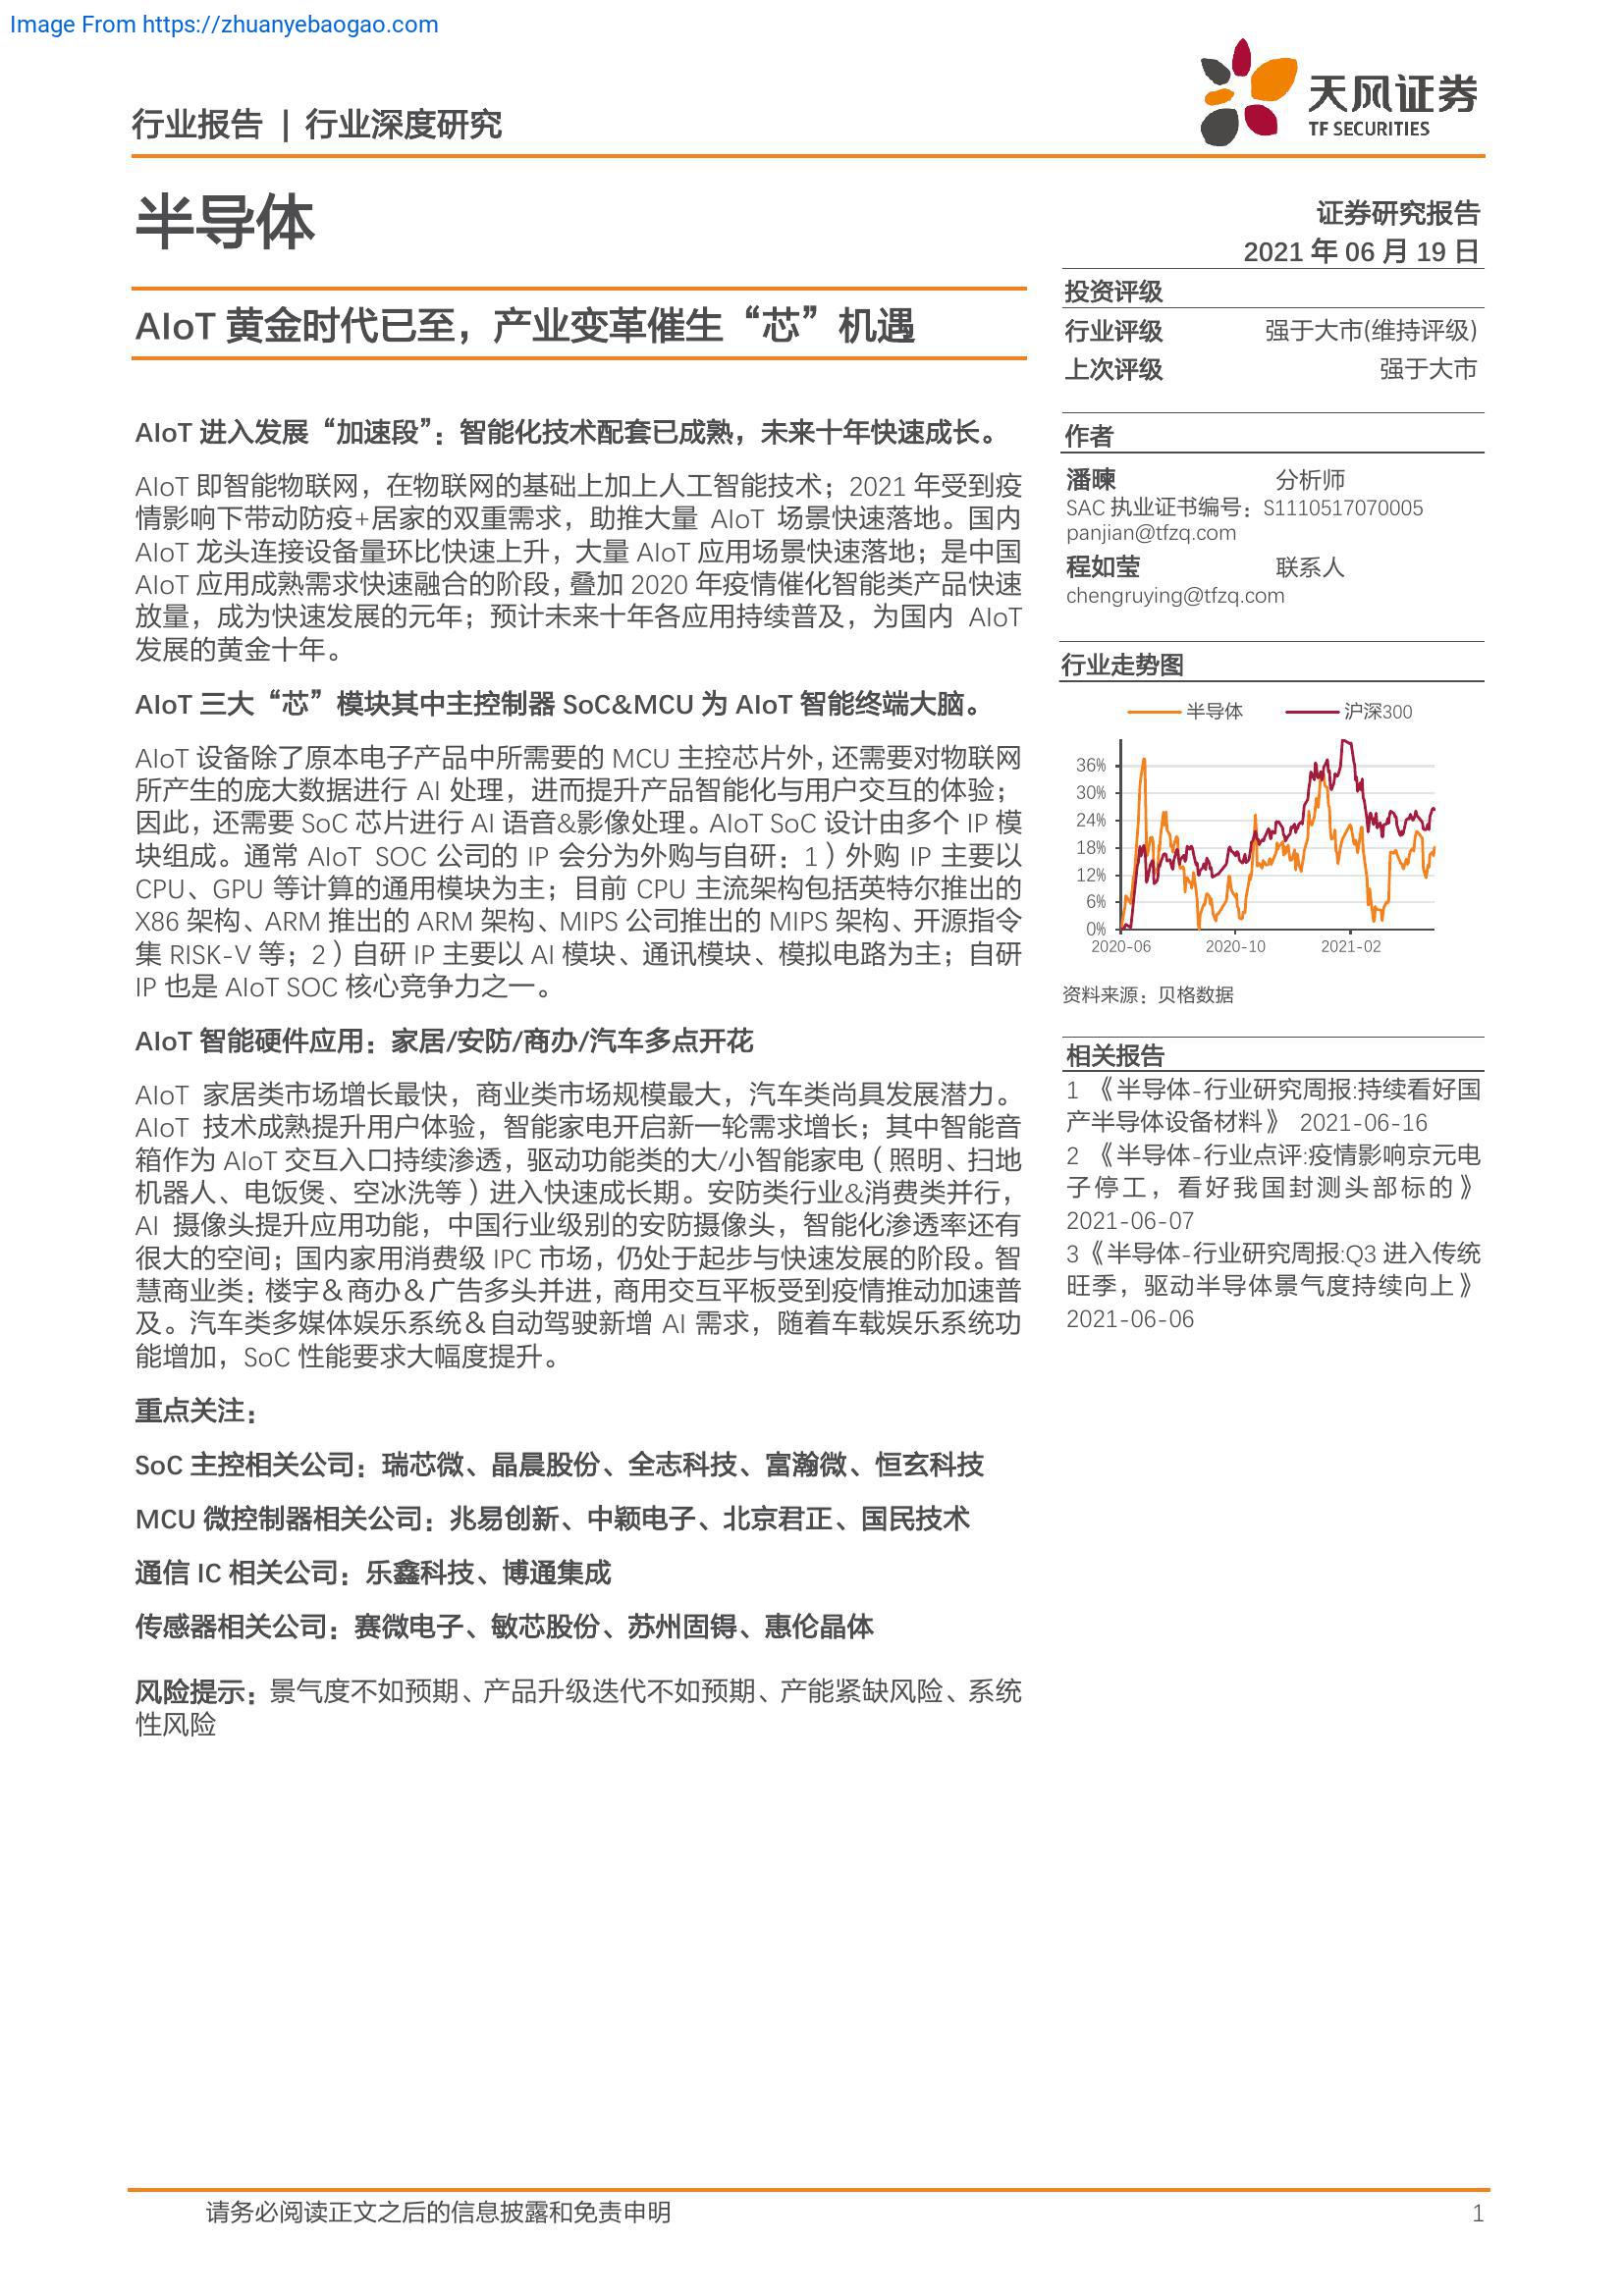 Image From https://zhuanyebaogao.com
行业报告 | 行业深度研究
天风证券
TF SECURITIES
半导体
证券研究报告
2021 年 06 月 19 日
AIoT 黄金时代已至，产业变革催生“芯”机遇
投资评级
行业评级 强于大市(维持评级)
上次评级 强于大市
AIoT 进入发展“加速段”：智能化技术配套已成熟，未来十年快速成长。
AIoT 即智能物联网，在物联网的基础上加上人工智能技术；2021 年受到疫
情影响下带动防疫+居家的双重需求，助推大量 AIoT 场景快速落地。国内
AIoT 龙头连接设备量环比快速上升，大量 AIoT 应用场景快速落地；是中国
AIoT 应用成熟需求快速融合的阶段，叠加 2020 年疫情催化智能类产品快速
放量，成为快速发展的元年；预计未来十年各应用持续普及，为国内 AIoT
发展的黄金十年。
AIoT 三大“芯”模块其中主控制器 SoC&MCU 为 AIoT 智能终端大脑。
AIoT 设备除了原本电子产品中所需要的 MCU 主控芯片外，还需要对物联网
所产生的庞大数据进行 AI 处理，进而提升产品智能化与用户交互的体验；
因此，还需要 SoC 芯片进行 AI 语音&影像处理。AIoT SoC 设计由多个 IP 模
块组成。通常 AIoT SOC 公司的 IP 会分为外购与自研：1）外购 IP 主要以
CPU、GPU 等计算的通用模块为主；目前 CPU 主流架构包括英特尔推出的
X86 架构、ARM 推出的 ARM 架构、MIPS 公司推出的 MIPS 架构、开源指令
集 RISK-V 等；2）自研 IP 主要以 AI 模块、通讯模块、模拟电路为主；自研
IP 也是 AIoT SOC 核心竞争力之一。
AIoT 智能硬件应用：家居/安防/商办/汽车多点开花
AIoT 家居类市场增长最快，商业类市场规模最大，汽车类尚具发展潜力。
AIoT 技术成熟提升用户体验，智能家电开启新一轮需求增长；其中智能音
箱作为 AIoT 交互入口持续渗透，驱动功能类的大/小智能家电（照明、扫地
机器人、电饭煲、空冰洗等）进入快速成长期。安防类行业&消费类并行，
AI 摄像头提升应用功能，中国行业级别的安防摄像头，智能化渗透率还有
很大的空间；国内家用消费级 IPC 市场，仍处于起步与快速发展的阶段。智
慧商业类：楼宇＆商办＆广告多头并进，商用交互平板受到疫情推动加速普
及。汽车类多媒体娱乐系统＆自动驾驶新增 AI 需求，随着车载娱乐系统功
能增加，SoC 性能要求大幅度提升。
重点关注：
SoC 主控相关公司：瑞芯微、晶晨股份、全志科技、富瀚微、恒玄科技
MCU 微控制器相关公司：兆易创新、中颖电子、北京君正、国民技术
通信 IC 相关公司：乐鑫科技、博通集成
传感器相关公司：赛微电子、敏芯股份、苏州固锝、惠伦晶体
风险提示：景气度不如预期、产品升级迭代不如预期、产能紧缺风险、系统
性风险
作者
潘暕 分析师
SAC 执业证书编号：S1110517070005
panjian@tfzq.com
程如莹 联系人
chengruying@tfzq.com
行业走势图
半导体 沪深300
36%
30%
24%
18%
12%
6%
0%
2020-06 2020-10 2021-02
资料来源：贝格数据
相关报告
1 《半导体-行业研究周报:持续看好国
产半导体设备材料》 2021-06-16
2 《半导体-行业点评:疫情影响京元电
子停工，看好我国封测头部标的》
2021-06-07
3《半导体-行业研究周报:Q3 进入传统
旺季，驱动半导体景气度持续向上》
2021-06-06
请务必阅读正文之后的信息披露和免责申明 1